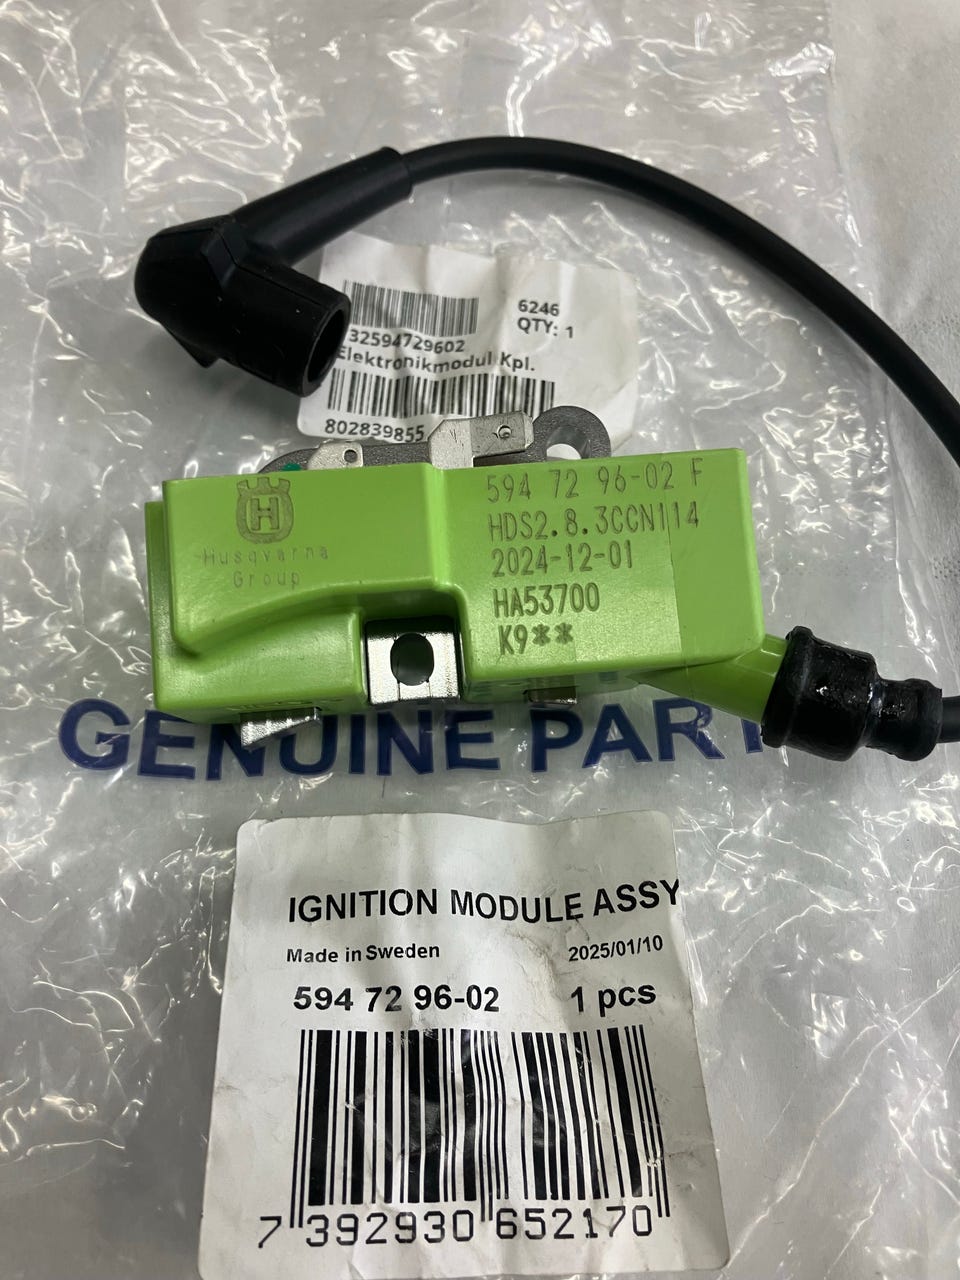 6246
QTY: 1
32594729602
Elektronikmodul Kpl.
802839855
H
Husqvarna
Group
594 72 96-02 F
HDS2.8.3CCN114
2024-12-01
HA53700
K9**
GENUINE PART
IGNITION MODULE ASSY
Made in Sweden 2025/01/10
594 72 96-02 1 pcs
7 392930 652170